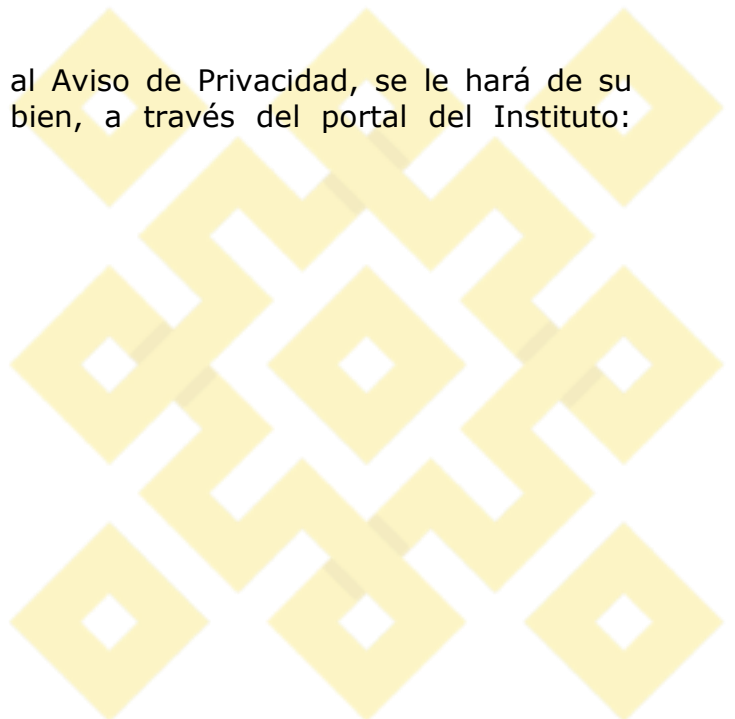 al Aviso de Privacidad, se le hará de su
bien, a través del portal del Instituto: